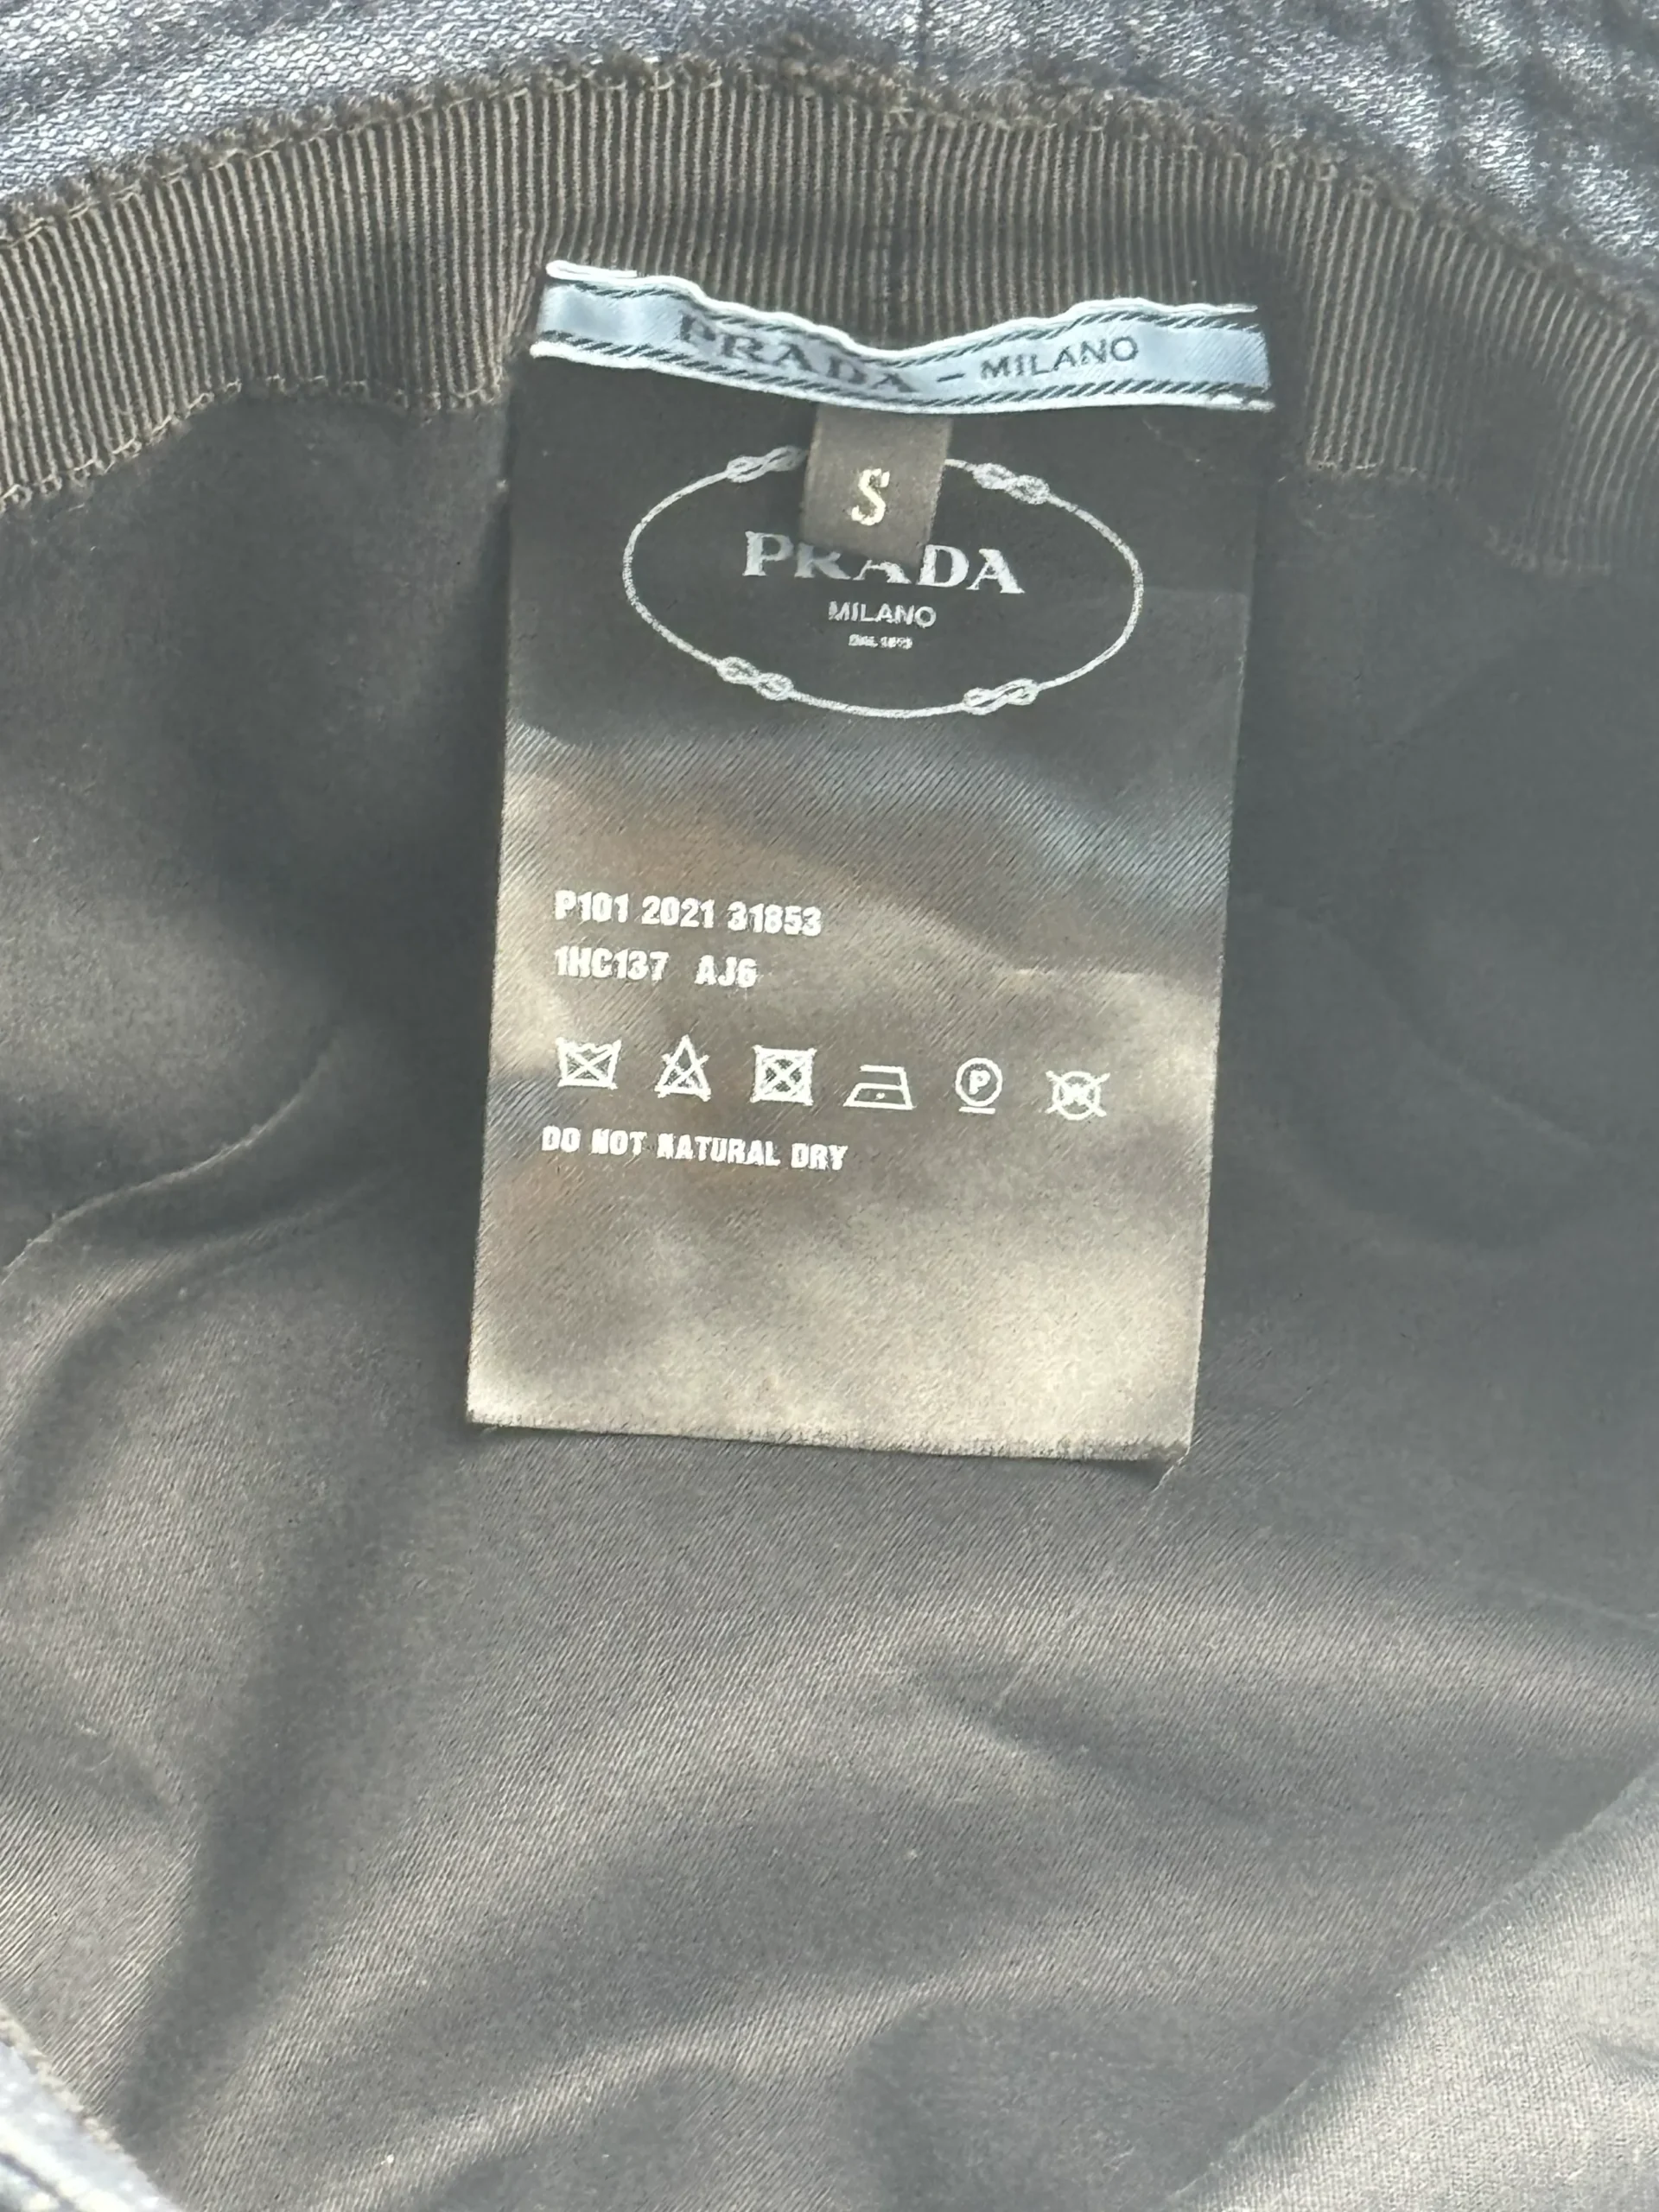 PRADA – MILANO
S
PRADA
MILANO
P101 2021 31853
1HC137 AJ6
P
W
DO NOT NATURAL DRY